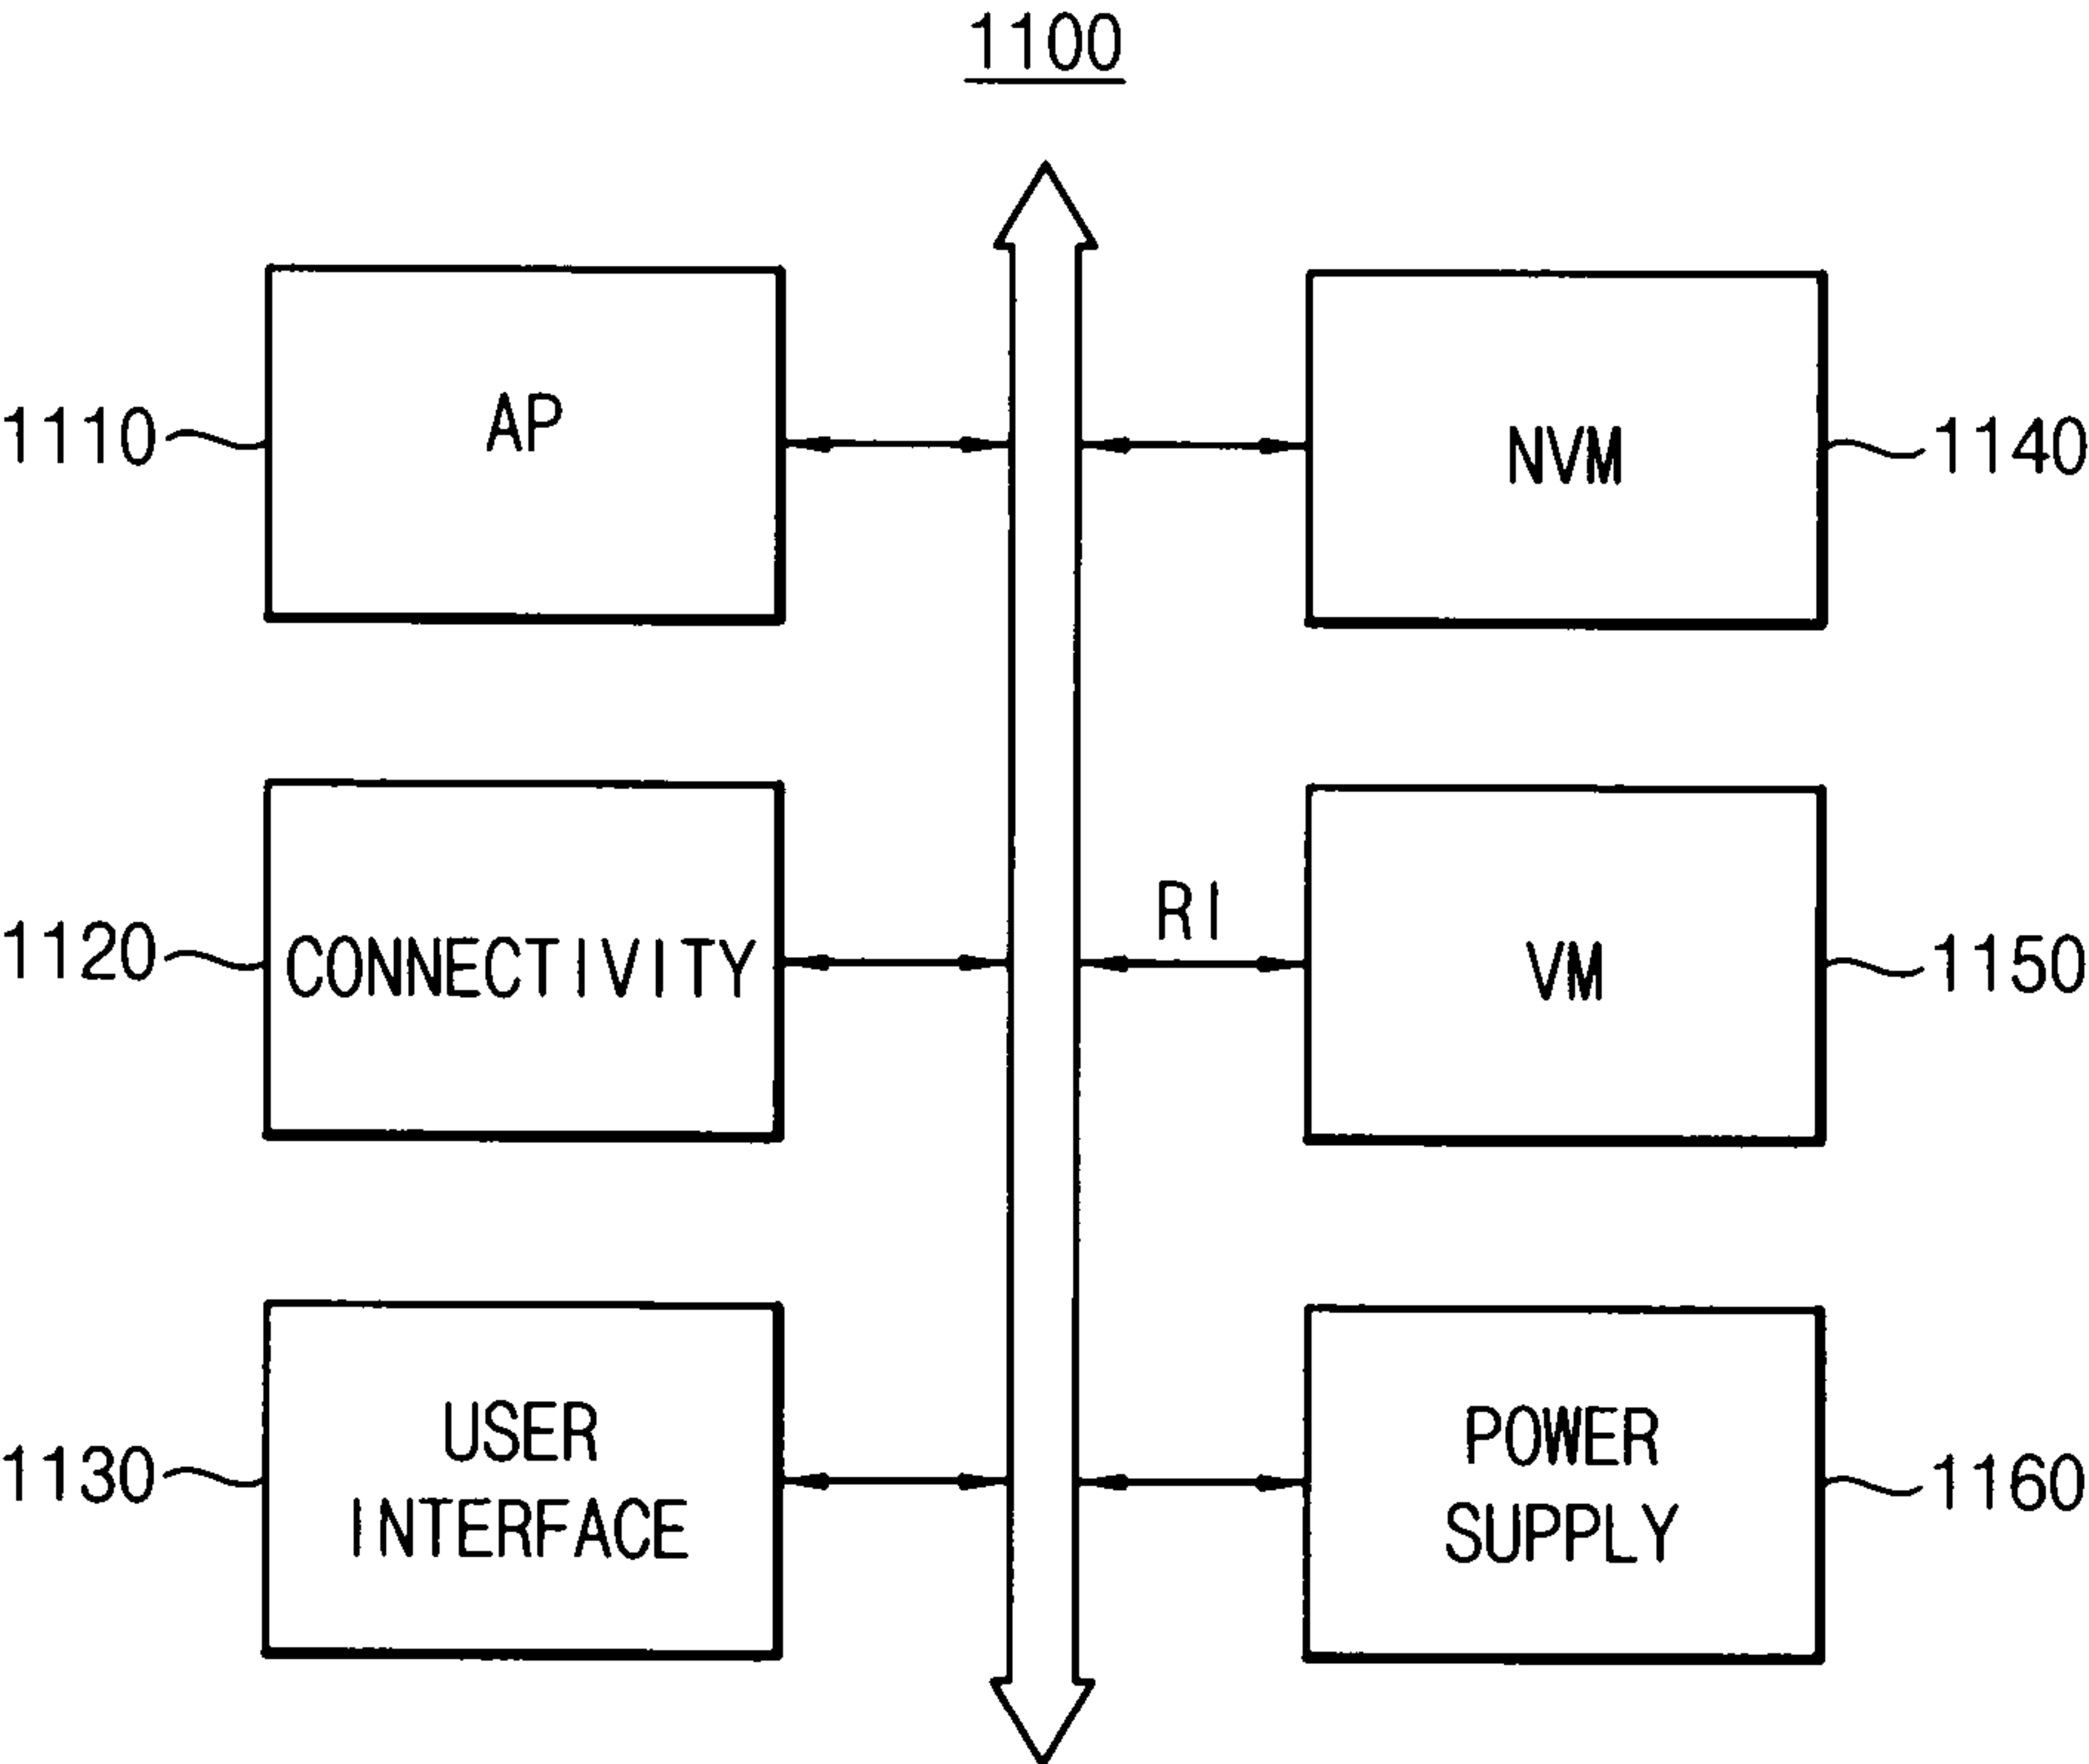 1100
AP
1110
NVM
1140
CONNECTIVITY
1120
RI
VM
1150
USER
INTERFACE
1130
POWER
SUPPLY
1160